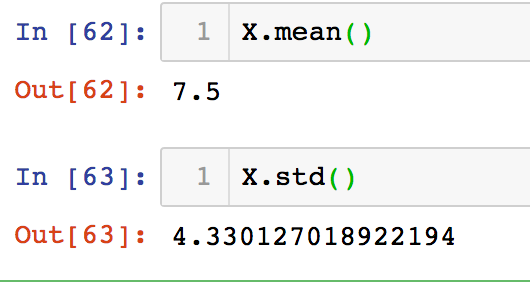 In [62]: 1 X.mean()
Out[62]: 7.5
In [63]: 1 X.std()
Out[63]: 4.330127018922194